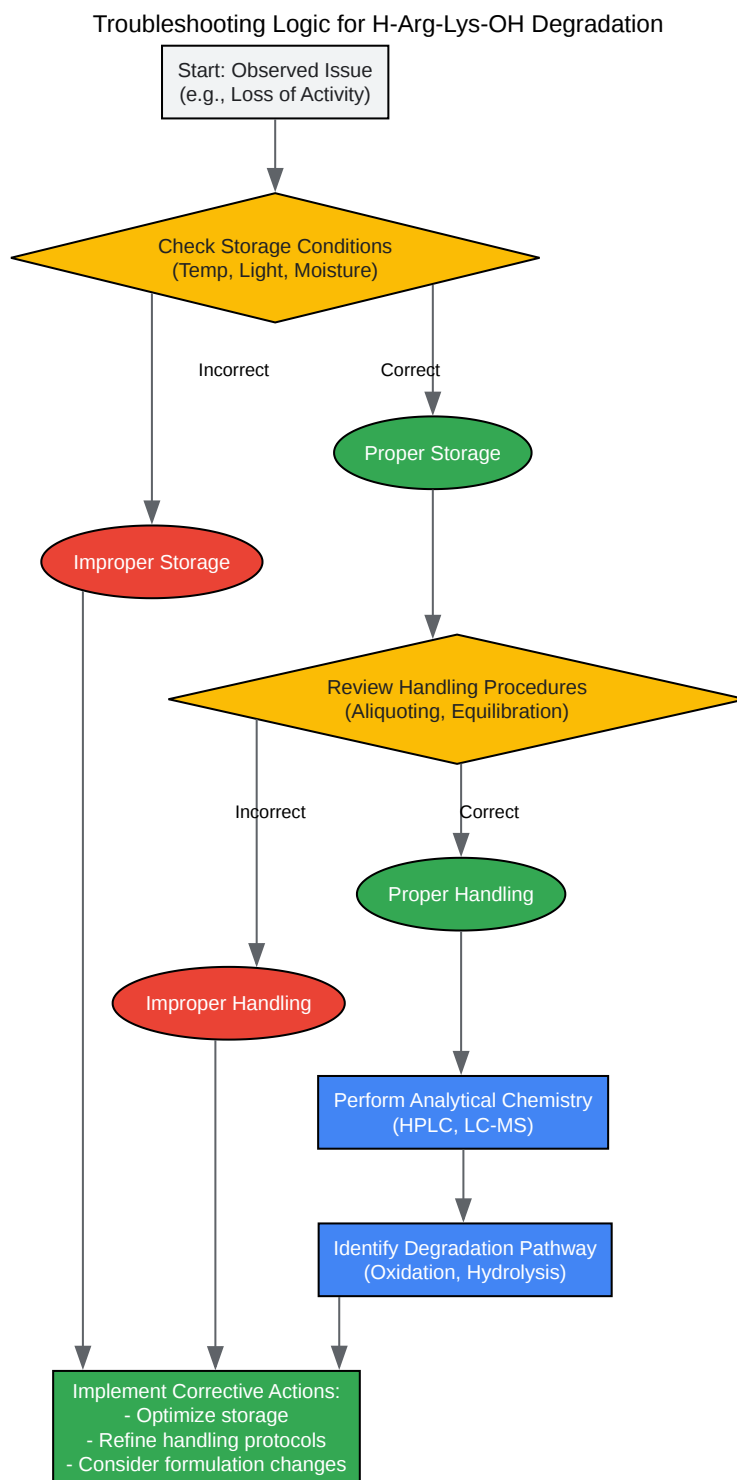 Troubleshooting Logic for H-Arg-Lys-OH Degradation
Start: Observed Issue
(e.g., Loss of Activity)
Check Storage Conditions
(Temp, Light, Moisture)
Incorrect
Correct
Proper Storage
Improper Storage
Review Handling Procedures
(Aliquoting, Equilibration)
Incorrect
Correct
Proper Handling
Improper Handling
Perform Analytical Chemistry
(HPLC, LC-MS)
Identify Degradation Pathway
(Oxidation, Hydrolysis)
Implement Corrective Actions:
- Optimize storage
- Refine handling protocols
- Consider formulation changes